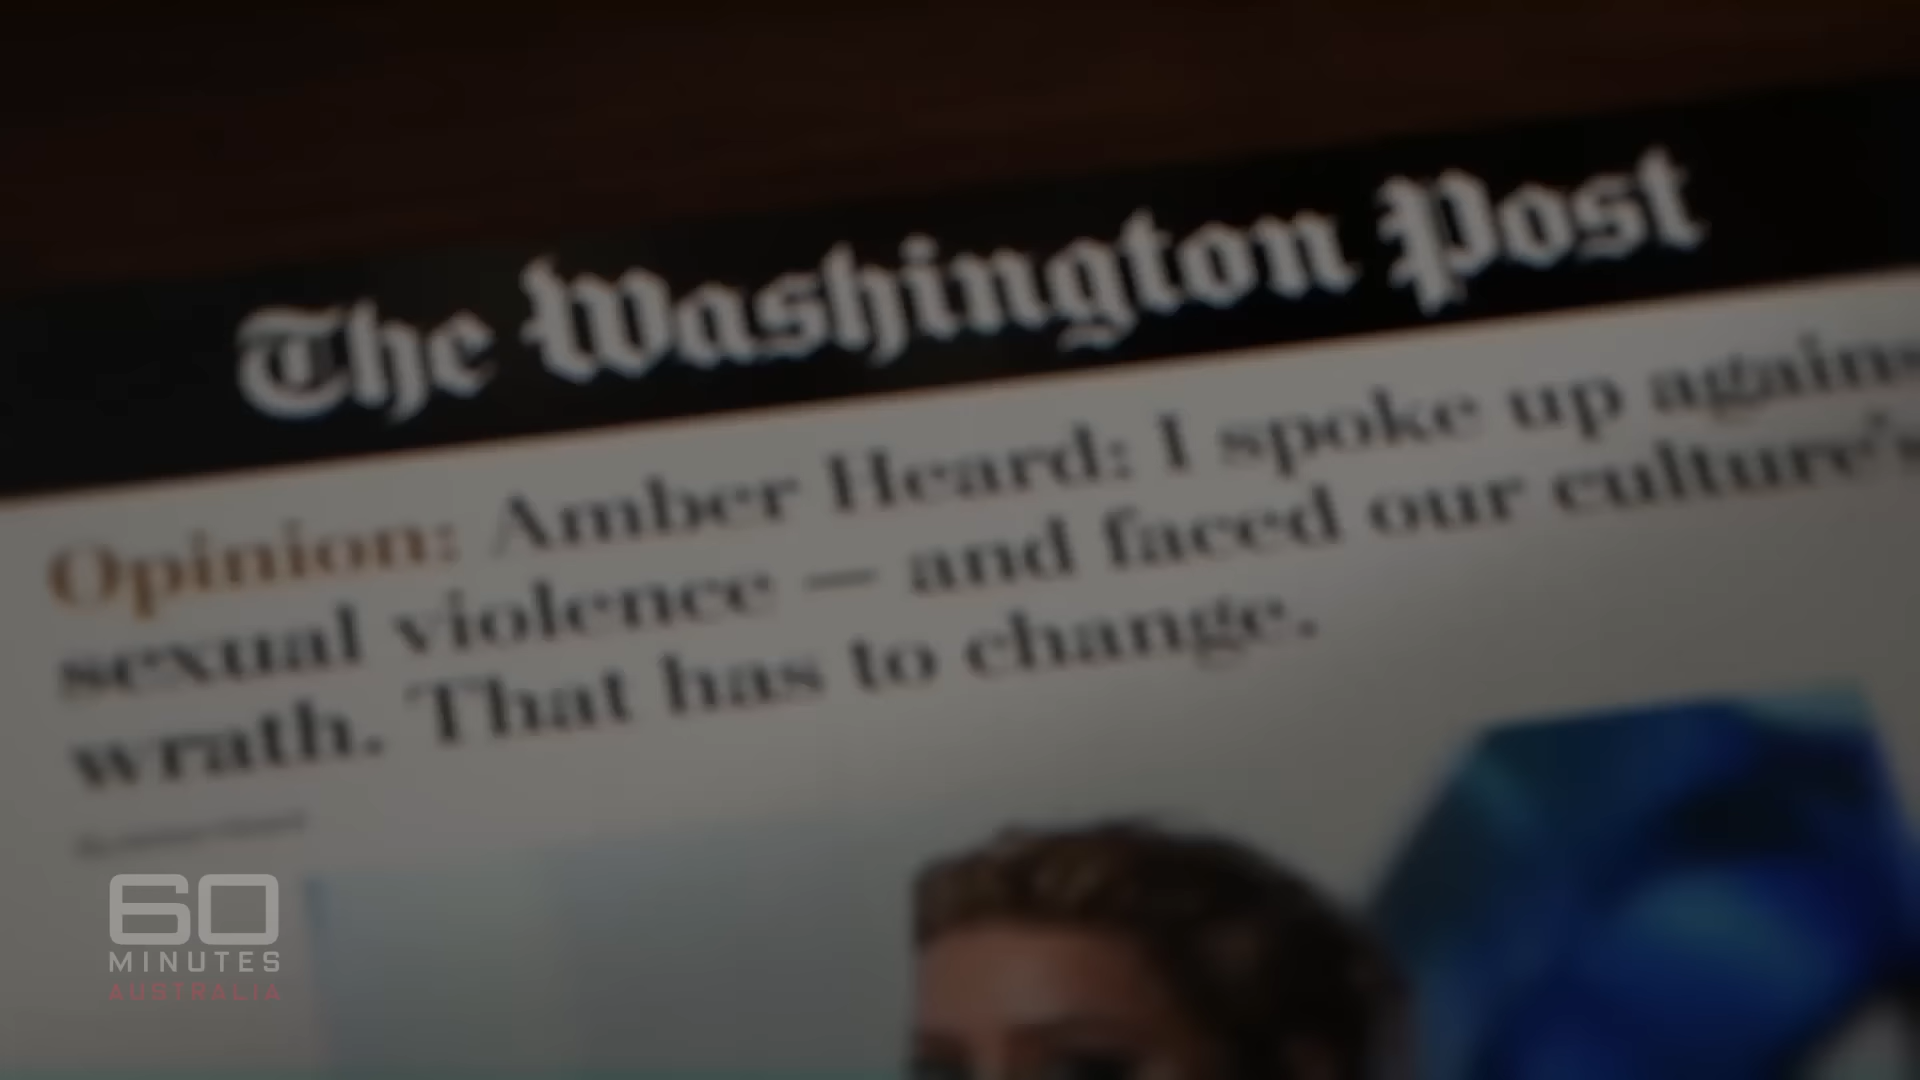 The Washington Post
Opinion: Amber Heard: I spoke up agains
sexual violence — and faced our culture's
wrath. That has to change.
60
MINUTES
AUSTRALIA